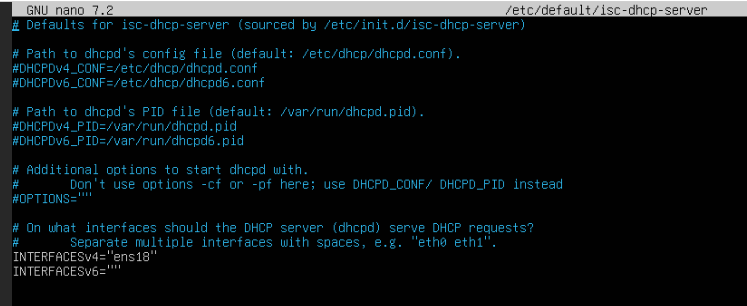 GNU nano 7.2 /etc/default/isc-dhcp-server
# Defaults for isc-dhcp-server (sourced by /etc/init.d/isc-dhcp-server)
# Path to dhcpd's config file (default: /etc/dhcp/dhcpd.conf).
#DHCPDv4_CONF=/etc/dhcp/dhcpd.conf
#DHCPDv6_CONF=/etc/dhcp/dhcpd6.conf
# Path to dhcpd's PID file (default: /var/run/dhcpd.pid).
#DHCPDv4_PID=/var/run/dhcpd.pid
#DHCPDv6_PID=/var/run/dhcpd6.pid
# Additional options to start dhcpd with.
#       Don't use options -cf or -pf here; use DHCPD_CONF/ DHCPD_PID instead
#OPTIONS=""
# On what interfaces should the DHCP server (dhcpd) serve DHCP requests?
#       Separate multiple interfaces with spaces, e.g. "eth0 eth1".
INTERFACESv4="ens18"
INTERFACESv6=""